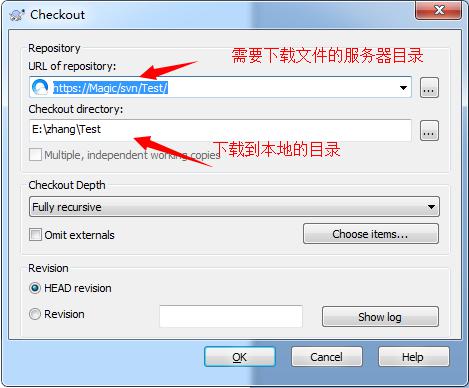 Checkout
Repository
需要下载文件的服务器目录
URL of repository:
https://Magic/svn/Test/
...
Checkout directory:
E:\zhang\Test
...
Multiple, independent working copies
下载到本地的目录
Checkout Depth
Fully recursive
Omit externals
Choose items...
Revision
HEAD revision
Revision
Show log
OK
Cancel
Help